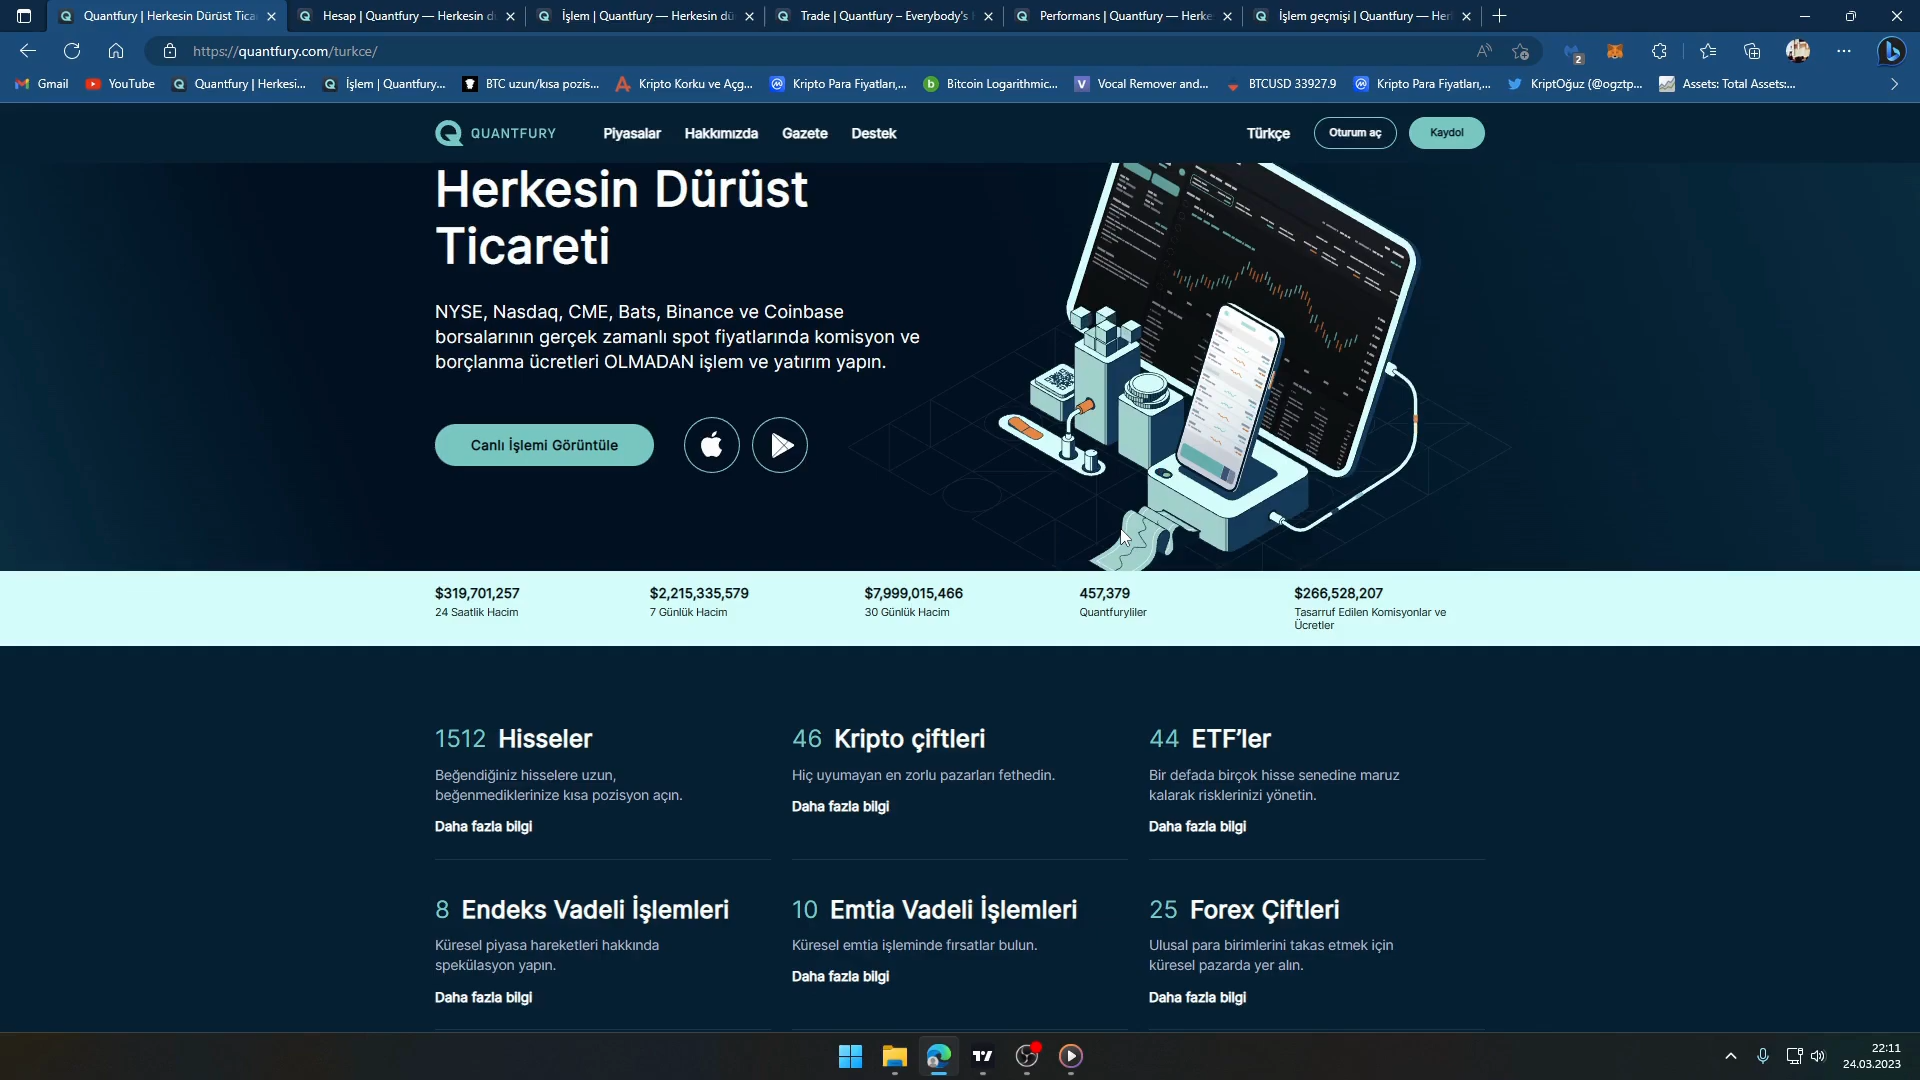 Quantfury | Herkesin Dürüst Tica
Hesap | Quantfury — Herkesin d
İşlem | Quantfury — Herkesin dü
Trade | Quantfury – Everybody's
Performans | Quantfury — Herke
İşlem geçmişi | Quantfury — Her
https://quantfury.com/turkce/
2
Gmail
YouTube
Quantfury | Herkesi...
İşlem | Quantfury...
BTC uzun/kısa pozis...
Kripto Korku ve Açg...
Kripto Para Fiyatları,...
Bitcoin Logarithmic...
Vocal Remover and...
BTCUSD 33927.9
Kripto Para Fiyatları,...
KriptOğuz (@ogztp...
Assets: Total Assets:...
QUANTFURY
Piyasalar
Hakkımızda
Gazete
Destek
Türkçe
Oturum aç
Kaydol
Herkesin Dürüst
Ticareti
NYSE, Nasdaq, CME, Bats, Binance ve Coinbase
borsalarının gerçek zamanlı spot fiyatlarında komisyon ve
borçlanma ücretleri OLMADAN işlem ve yatırım yapın.
Canlı İşlemi Görüntüle
$319,701,257
24 Saatlik Hacim
$2,215,335,579
7 Günlük Hacim
$7,999,015,466
30 Günlük Hacim
457,379
Quantfuryliler
$266,528,207
Tasarruf Edilen Komisyonlar ve
Ücretler
1512 Hisseler
Beğendiğiniz hisselere uzun,
beğenmediklerinize kısa pozisyon açın.
Daha fazla bilgi
46 Kripto çiftleri
Hiç uyumayan en zorlu pazarları fethedin.
Daha fazla bilgi
44 ETF’ler
Bir defada birçok hisse senedine maruz
kalarak risklerinizi yönetin.
Daha fazla bilgi
8 Endeks Vadeli İşlemleri
Küresel piyasa hareketleri hakkında
spekülasyon yapın.
Daha fazla bilgi
10 Emtia Vadeli İşlemleri
Küresel emtia işleminde fırsatlar bulun.
Daha fazla bilgi
25 Forex Çiftleri
Ulusal para birimlerini takas etmek için
küresel pazarda yer alın.
Daha fazla bilgi
22:11
24.03.2023